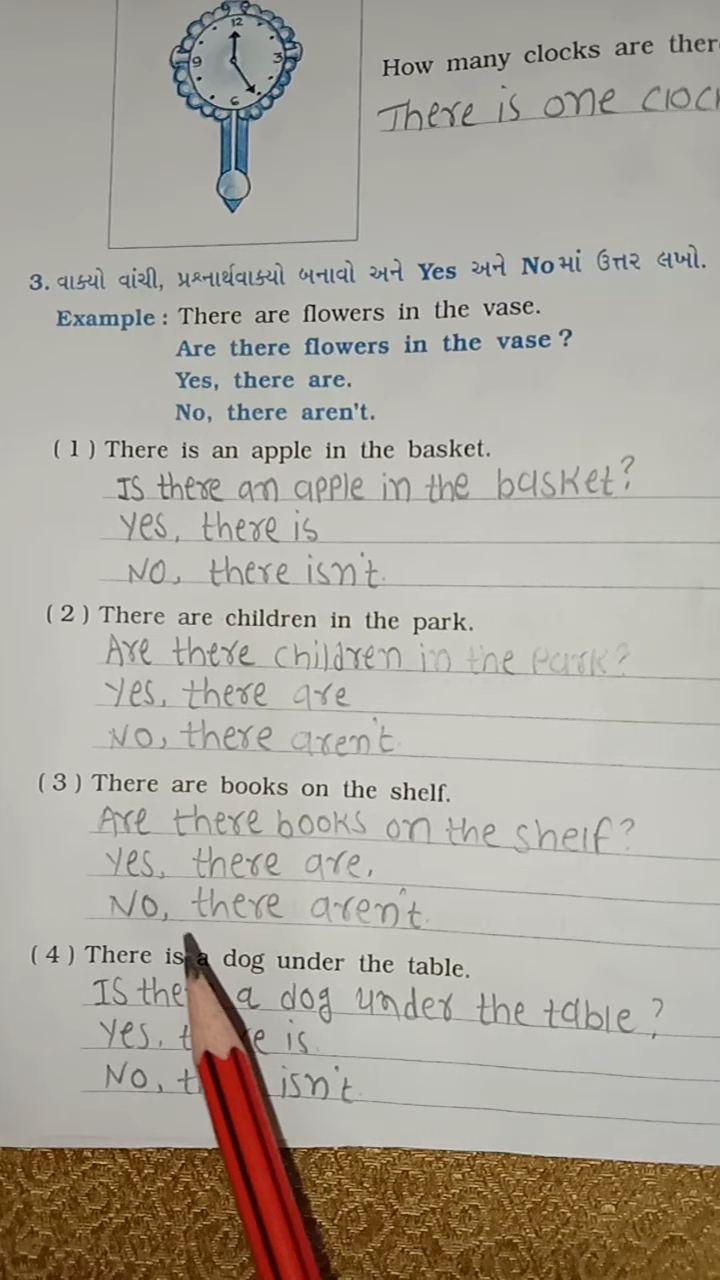 12
9
3
6
How many clocks are ther
There is one cloc
3. વાક્યો વાંચી, પ્રશ્નાર્થવાક્યો બનાવો અને Yes અને Noમાં ઉત્તર લખો.
Example : There are flowers in the vase.
Are there flowers in the vase ?
Yes, there are.
No, there aren't.
( 1 ) There is an apple in the basket.
Is there an apple in the basket?
Yes, there is
No, there isn't.
( 2 ) There are children in the park.
Are there children in the park?
Yes, there are
No, there aren't.
( 3 ) There are books on the shelf.
Are there books on the shelf?
Yes, there are.
No, there aren't.
( 4 ) There is a dog under the table.
Is the a dog under the table?
Yes, t e is.
No, t isn't.